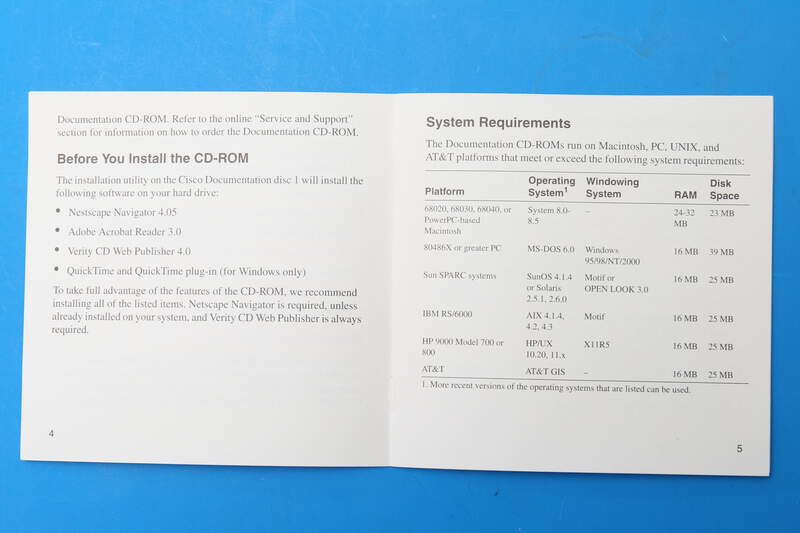 Documentation CD-ROM. Refer to the online “Service and Support”
section for information on how to order the Documentation CD-ROM.
Before You Install the CD-ROM
The installation utility on the Cisco Documentation disc 1 will install the
following software on your hard drive:
• Nestscape Navigator 4.05
• Adobe Acrobat Reader 3.0
• Verity CD Web Publisher 4.0
• QuickTime and QuickTime plug-in (for Windows only)
To take full advantage of the features of the CD-ROM, we recommend
installing all of the listed items. Netscape Navigator is required, unless
already installed on your system, and Verity CD Web Publisher is always
required.
4
System Requirements
The Documentation CD-ROMs run on Macintosh, PC, UNIX, and
AT&T platforms that meet or exceed the following system requirements:
Operating Windowing Disk
Platform System1 System RAM Space
68020, 68030, 68040, or System 8.0- – 24-32 23 MB
PowerPC-based 8.5 MB
Macintosh
80486X or greater PC MS-DOS 6.0 Windows 16 MB 39 MB
95/98/NT/2000
Sun SPARC systems SunOS 4.1.4 Motif or 16 MB 25 MB
or Solaris OPEN LOOK 3.0
2.5.1, 2.6.0
IBM RS/6000 AIX 4.1.4, Motif 16 MB 25 MB
4.2, 4.3
HP 9000 Model 700 or HP/UX X11R5 16 MB 25 MB
800 10.20, 11.x
AT&T AT&T GIS – 16 MB 25 MB
1. More recent versions of the operating systems that are listed can be used.
5